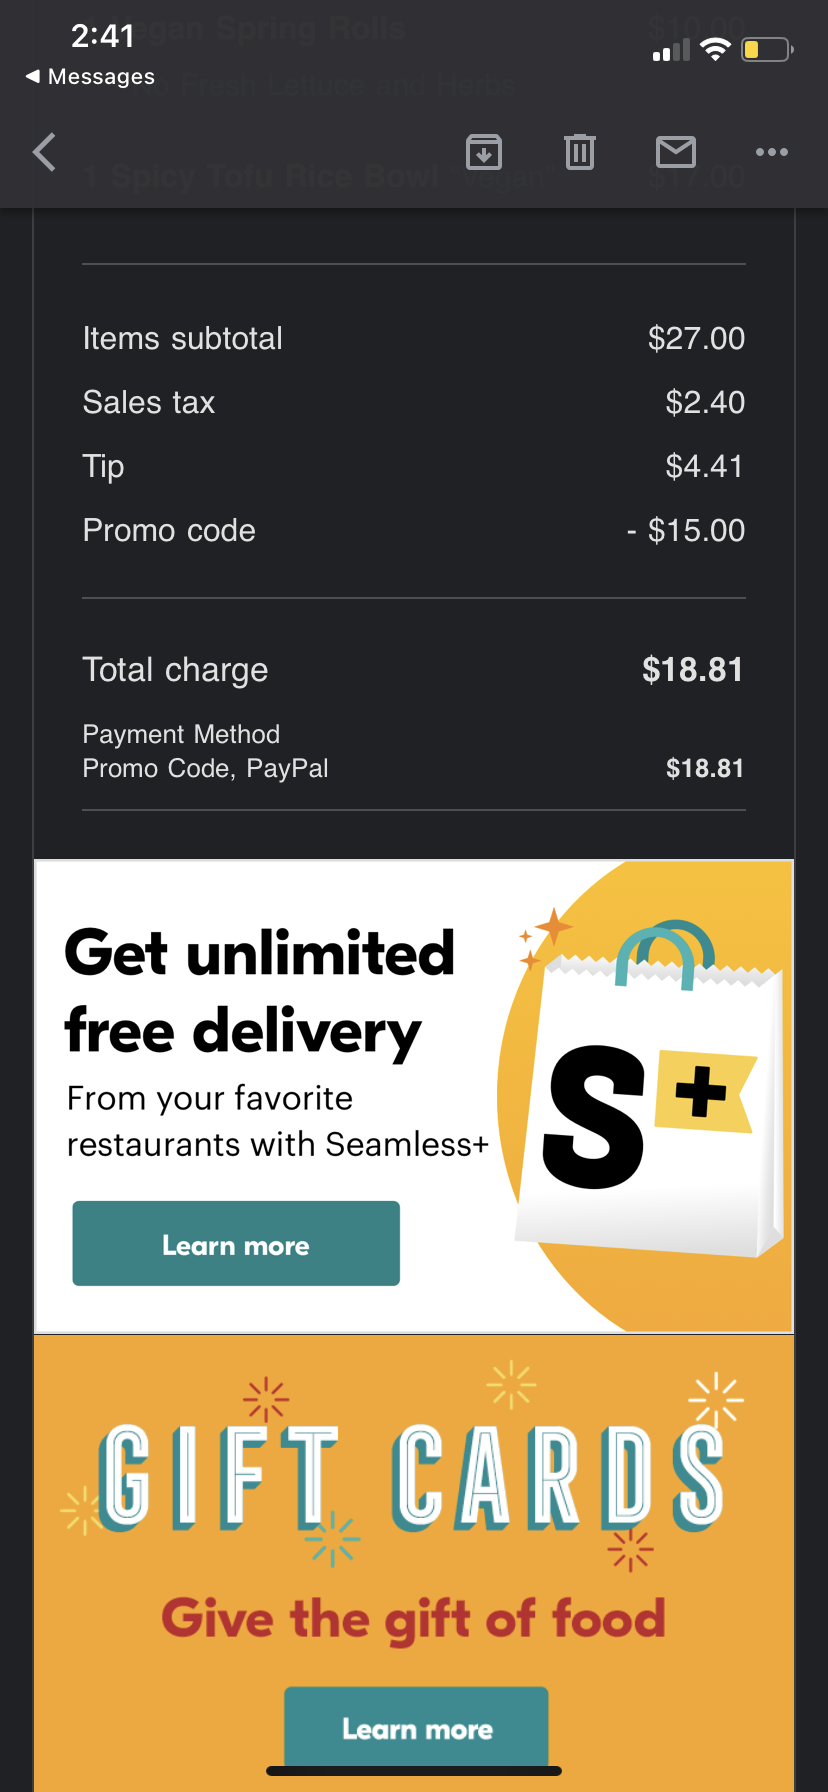 2:41
Messages
Vegan Spring Rolls $10.00
No Fresh Lettuce and Herbs
1 Spicy Tofu Rice Bowl "Vegan" $17.00
Items subtotal $27.00
Sales tax $2.40
Tip $4.41
Promo code - $15.00
Total charge $18.81
Payment Method
Promo Code, PayPal $18.81
Get unlimited
free delivery
From your favorite
restaurants with Seamless+
S+
Learn more
GIFT CARDS
Give the gift of food
Learn more